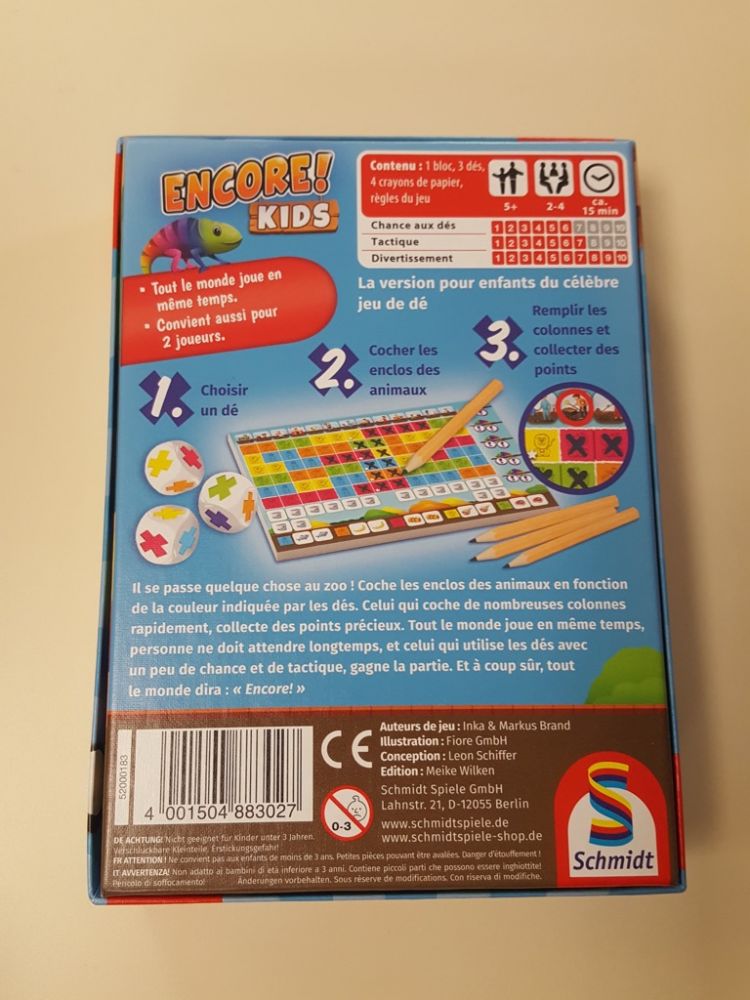 ENCORE!
KIDS
Contenu : 1 bloc, 3 dés,
4 crayons de papier,
règles du jeu
5+
2-4
ca.
15 min
Chance aux dés 1 2 3 4 5 6 7 8 9 10
Tactique 1 2 3 4 5 6 7 8 9 10
Divertissement 1 2 3 4 5 6 7 8 9 10
• Tout le monde joue en
même temps.
• Convient aussi pour
2 joueurs.
La version pour enfants du célèbre
jeu de dé
1. Choisir
un dé
2. Cocher les
enclos des
animaux
3. Remplir les
colonnes et
collecter des
points
Il se passe quelque chose au zoo ! Coche les enclos des animaux en fonction
de la couleur indiquée par les dés. Celui qui coche de nombreuses colonnes
rapidement, collecte des points précieux. Tout le monde joue en même temps,
personne ne doit attendre longtemps, et celui qui utilise les dés avec
un peu de chance et de tactique, gagne la partie. Et à coup sûr, tout
le monde dira : « Encore! »
52000183
4 001504 883027
CE
0-3
Auteurs de jeu : Inka & Markus Brand
Illustration : Fiore GmbH
Conception : Leon Schiffer
Edition : Meike Wilken
Schmidt Spiele GmbH
Lahnstr. 21, D-12055 Berlin
www.schmidtspiele.de
www.schmidtspiele-shop.de
S
Schmidt
DE ACHTUNG! Nicht geeignet für Kinder unter 3 Jahren.
Verschluckbare Kleinteile. Erstickungsgefahr!
FR ATTENTION ! Ne convient pas aux enfants de moins de 3 ans. Petites pièces pouvant être avalées. Danger d'étouffement !
IT AVVERTENZA! Non adatto ai bambini di età inferiore a 3 anni. Contiene piccoli parti che possono essere inghiottite!
Pericolo di soffocamento! Änderungen vorbehalten. Sous réserve de modifications. Con riserva di modifiche.